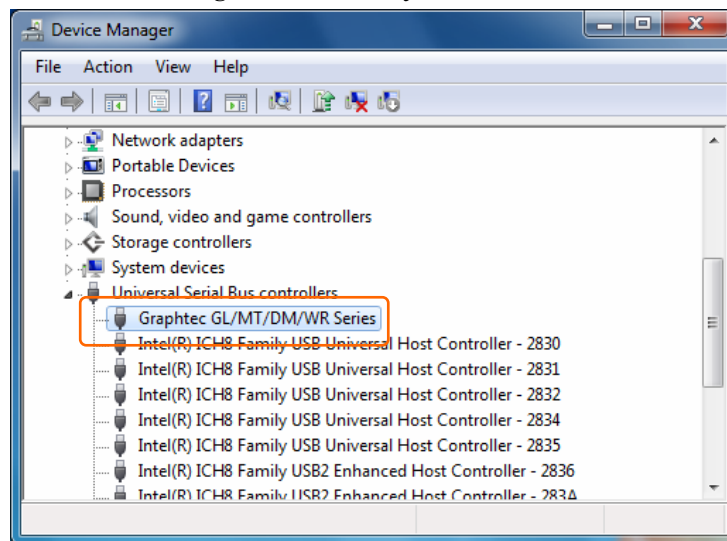 Device Manager
File Action View Help
Network adapters
Portable Devices
Processors
Sound, video and game controllers
Storage controllers
System devices
Universal Serial Bus controllers
Graphtec GL/MT/DM/WR Series
Intel(R) ICH8 Family USB Universal Host Controller - 2830
Intel(R) ICH8 Family USB Universal Host Controller - 2831
Intel(R) ICH8 Family USB Universal Host Controller - 2832
Intel(R) ICH8 Family USB Universal Host Controller - 2834
Intel(R) ICH8 Family USB Universal Host Controller - 2835
Intel(R) ICH8 Family USB2 Enhanced Host Controller - 2836
Intel(R) ICH8 Family USB2 Enhanced Host Controller - 283A